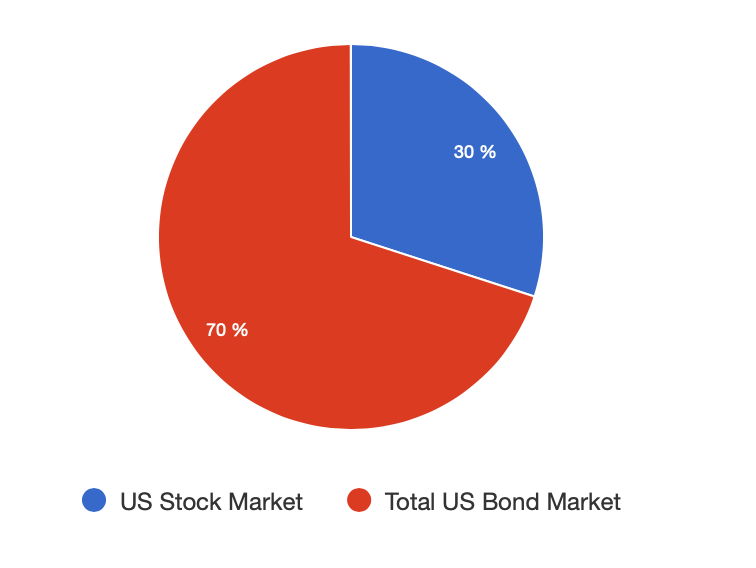 30 %
70 %
US Stock Market
Total US Bond Market